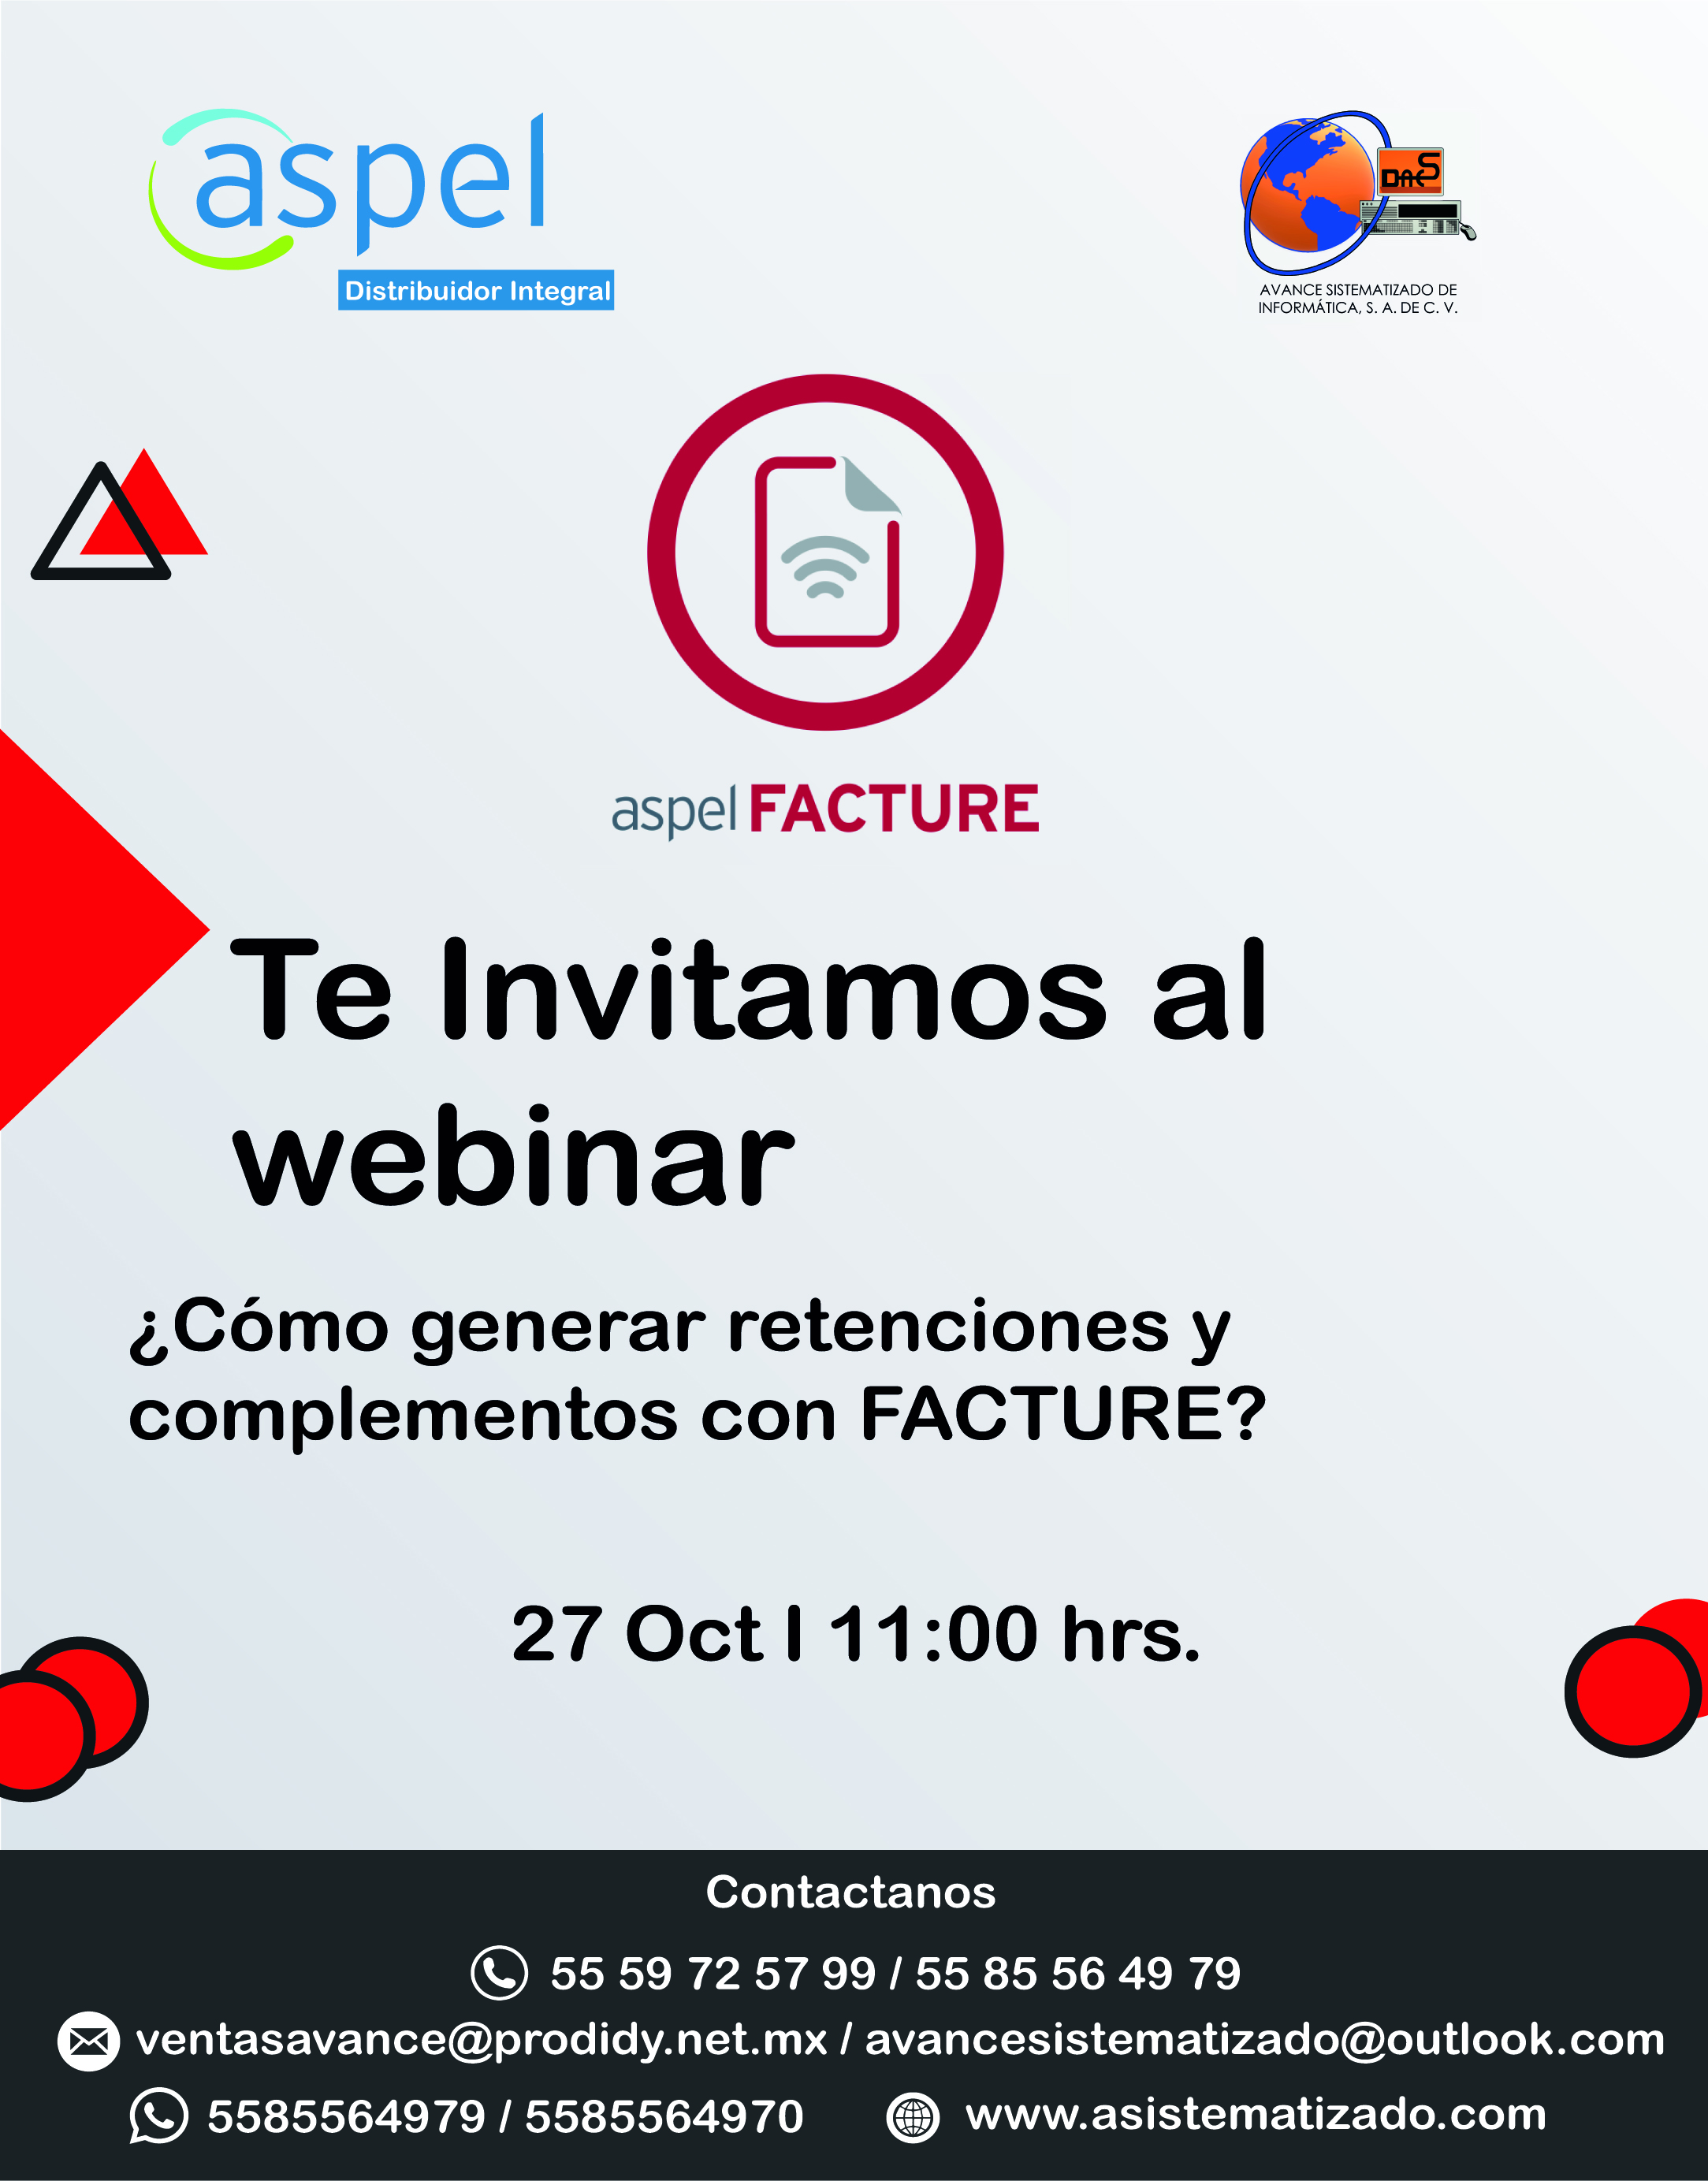 aspel
Distribuidor Integral
DACS
AVANCE SISTEMATIZADO DE
INFORMÁTICA, S. A. DE C. V.
aspel FACTURE
Te Invitamos al
webinar
¿Cómo generar retenciones y
complementos con FACTURE?
27 Oct I 11:00 hrs.
Contactanos
55 59 72 57 99 / 55 85 56 49 79
ventasavance@prodidy.net.mx / avancesistematizado@outlook.com
5585564979 / 5585564970
www.asistematizado.com